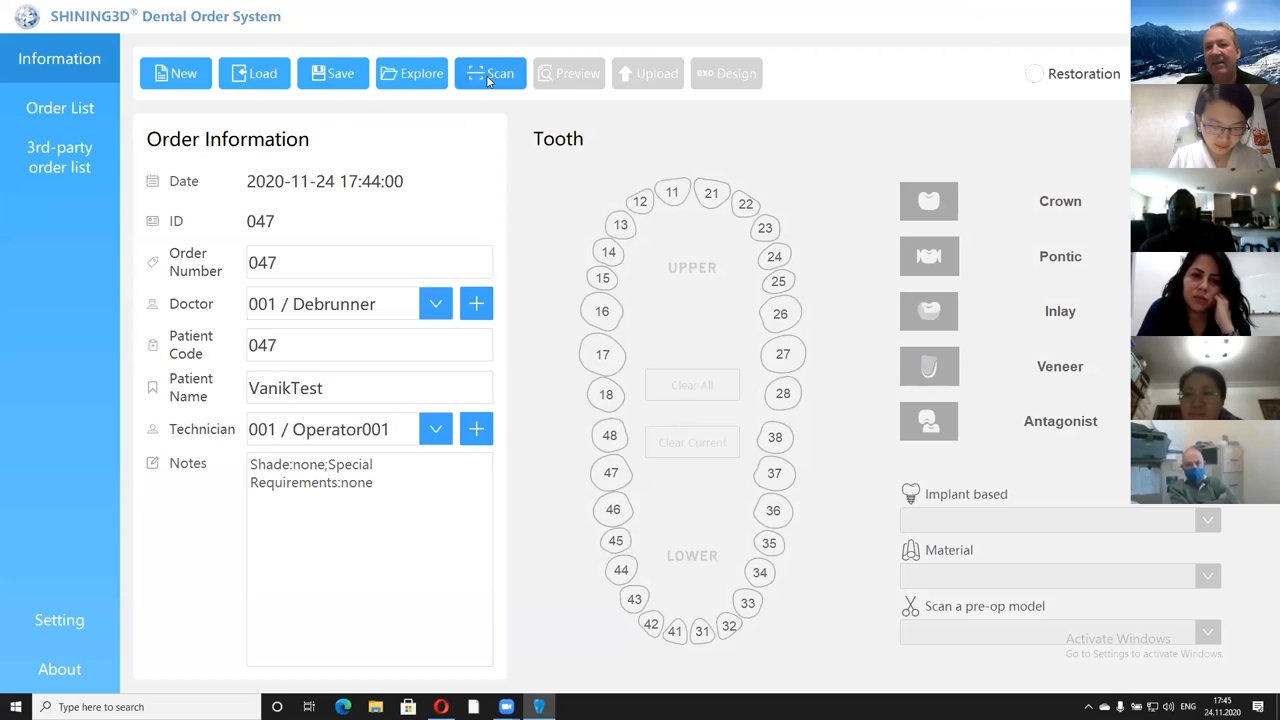 SHINING3D® Dental Order System
Information
Order List
3rd-party
order list
Setting
About
New
Load
Save
Explore
Scan
Preview
Upload
exo Design
Restoration
Order Information
Date
2020-11-24 17:44:00
ID
047
Order
Number
047
Doctor
001 / Debrunner
Patient
Code
047
Patient
Name
VanikTest
Technician
001 / Operator001
Notes
Shade:none;Special
Requirements:none
Tooth
11
21
12
22
13
23
14
24
15
25
16
26
17
27
18
28
UPPER
Clear All
Clear Current
48
38
47
37
46
36
45
35
44
34
43
33
42
32
41
31
LOWER
Crown
Pontic
Inlay
Veneer
Antagonist
Implant based
Material
Scan a pre-op model
Activate Windows
Go to Settings to activate Windows.
Type here to search
17:45
24.11.2020